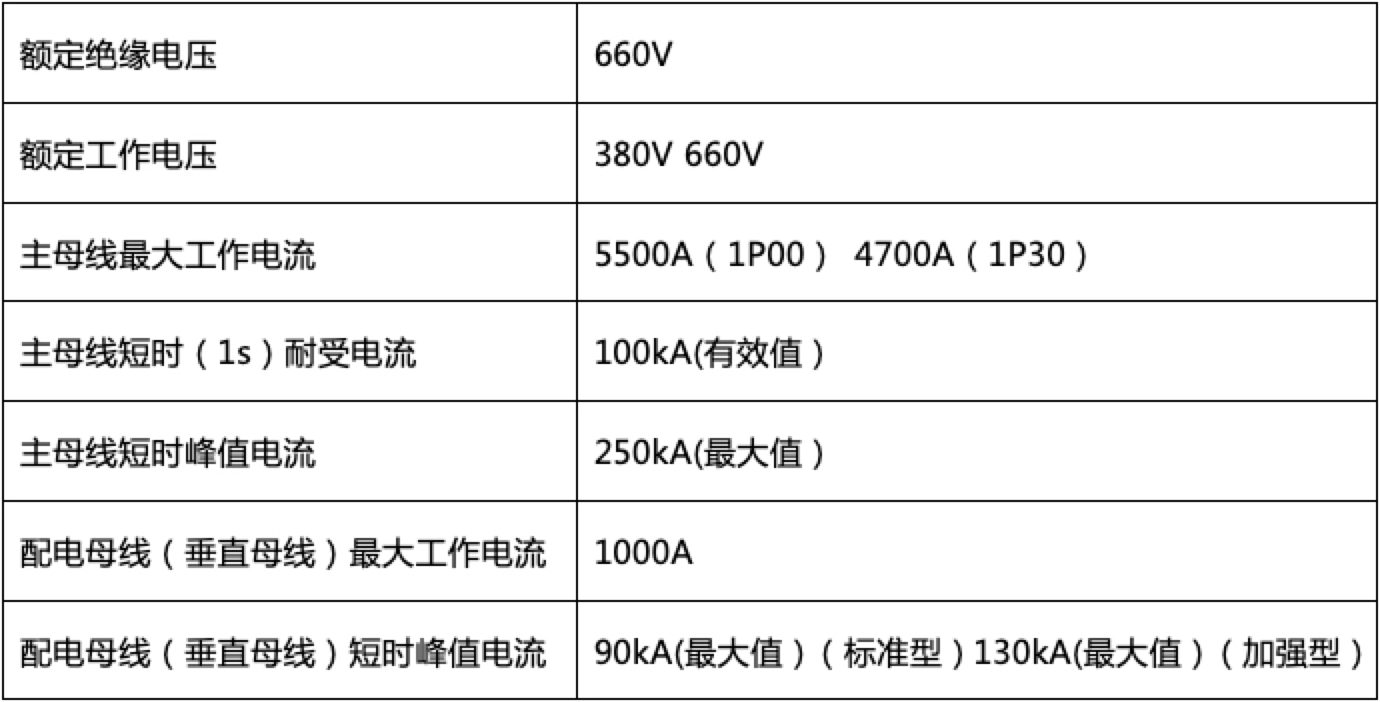 额定绝缘电压 660V
额定工作电压 380V 660V
主母线最大工作电流 5500A（1P00） 4700A（1P30）
主母线短时（1s）耐受电流 100kA(有效值）
主母线短时峰值电流 250kA(最大值）
配电母线（垂直母线）最大工作电流 1000A
配电母线（垂直母线）短时峰值电流 90kA(最大值）（标准型）130kA(最大值）（加强型）